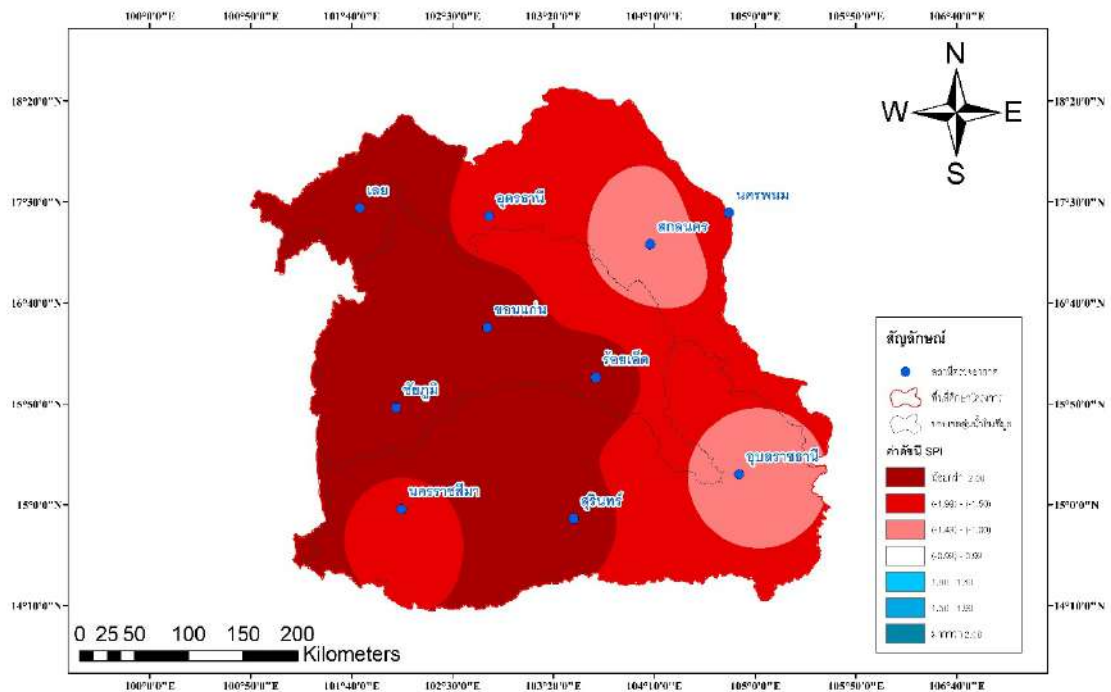 100°0'0"E 100°50'0"E 101°40'0"E 102°30'0"E 103°20'0"E 104°10'0"E 105°0'0"E 105°50'0"E 106°40'0"E
N
W E
S
18°20'0"N 18°20'0"N
เลย
อุดรธานี
นครพนม
17°30'0"N 17°30'0"N
สกลนคร
16°40'0"N 16°40'0"N
ขอนแก่น
สัญลักษณ์
ร้อยเอ็ด
ชัยภูมิ
15°50'0"N 15°50'0"N
ค่าดัชนี SPI
อุบลราชธานี
(-1.99) - (-1.50)
นครราชสีมา
สุรินทร์
15°0'0"N 15°0'0"N
(-1.49) - (-1.00)
(-0.99) - 0.99
14°10'0"N 14°10'0"N
0 25 50 100 150 200
Kilometers
100°0'0"E 100°50'0"E 101°40'0"E 102°30'0"E 103°20'0"E 104°10'0"E 105°0'0"E 105°50'0"E 106°40'0"E